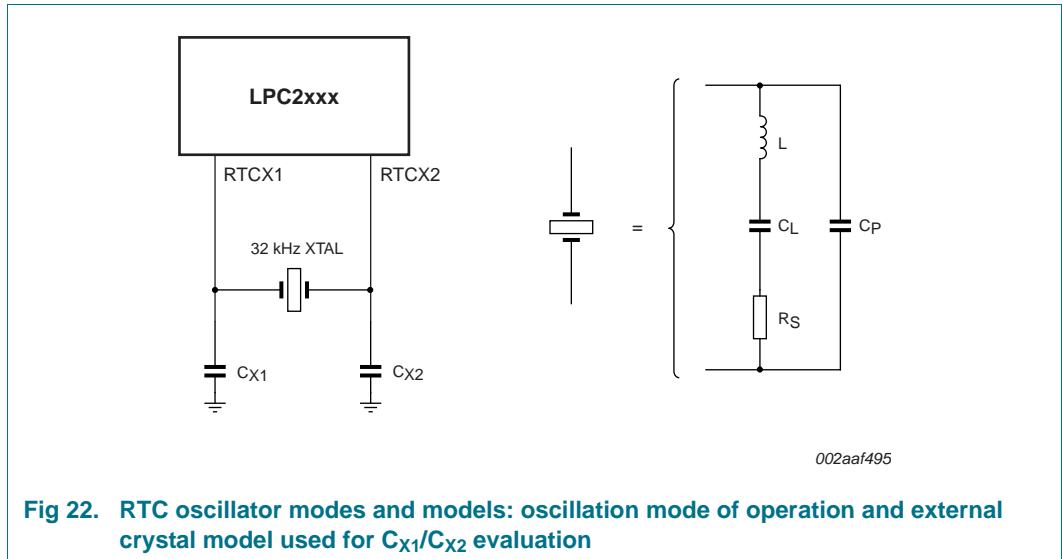 LPC2xxx
RTCX1
RTCX2
32 kHz XTAL
CX1
CX2
=
L
CL
CP
RS
002aaf495
Fig 22. RTC oscillator modes and models: oscillation mode of operation and external
crystal model used for CX1/CX2 evaluation